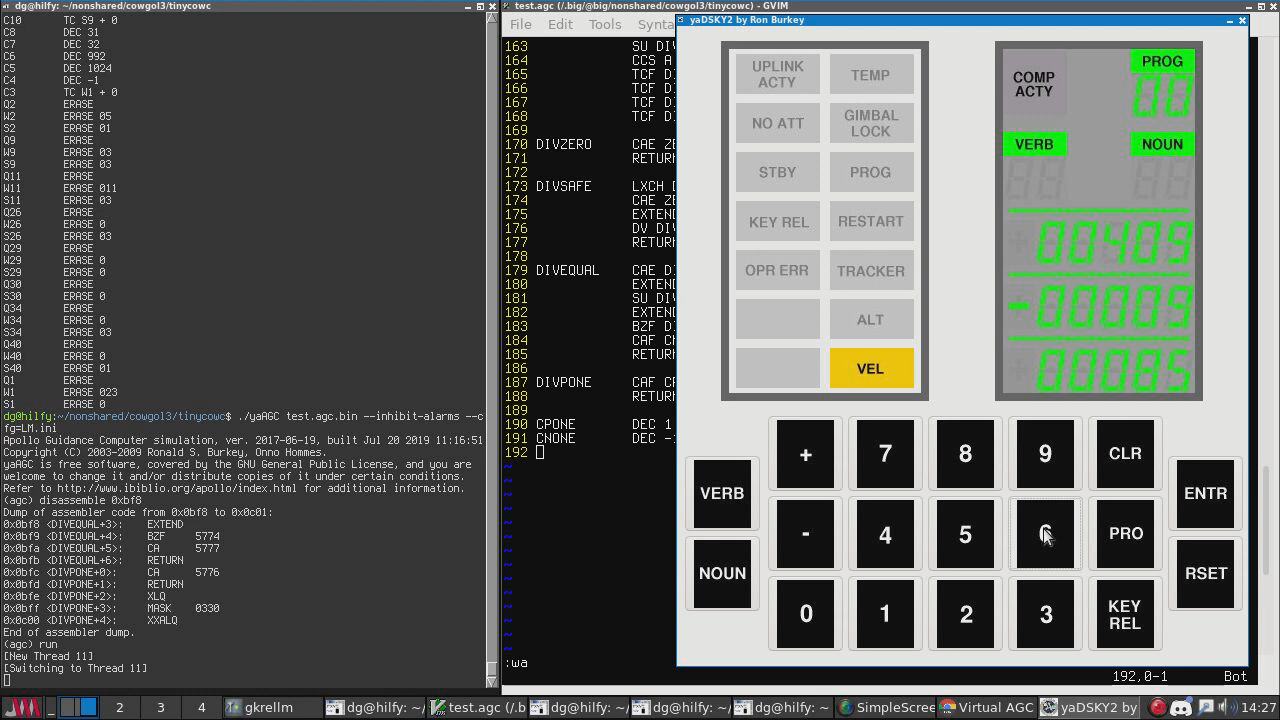 dg@hilfy: ~/nonshared/cowgol3/tinycowc
C10 TC S9 + 0
C8 DEC 31
C7 DEC 32
C6 DEC 992
C5 DEC 1024
C4 DEC -1
C3 TC W1 + 0
Q2 ERASE
W2 ERASE 05
S2 ERASE 01
Q9 ERASE
W9 ERASE 03
S9 ERASE 03
Q11 ERASE
W11 ERASE 011
S11 ERASE 03
Q26 ERASE
W26 ERASE 0
S26 ERASE 03
Q29 ERASE
W29 ERASE 0
S29 ERASE 0
Q30 ERASE
S30 ERASE 0
Q34 ERASE
W34 ERASE 0
S34 ERASE 03
Q40 ERASE
W40 ERASE 0
S40 ERASE 01
Q1 ERASE
W1 ERASE 023
S1 ERASE 0
dg@hilfy:~/nonshared/cowgol3/tinycowc$ ./yaAGC test.agc.bin --inhibit-alarms --c
fg=LM.ini
Apollo Guidance Computer simulation, ver. 2017-06-19, built Jul 20 2019 11:16:51
Copyright (C) 2003-2009 Ronald S. Burkey, Onno Hommes.
yaAGC is free software, covered by the GNU General Public License, and you are
welcome to change it and/or distribute copies of it under certain conditions.
Refer to http://www.ibiblio.org/apollo/index.html for additional information.
(agc) disassemble 0xbf8
Dump of assembler code from 0x0bf8 to 0x0c01:
0x0bf8 <DIVEQUAL+3>: EXTEND
0x0bf9 <DIVEQUAL+4>: BZF 5774
0x0bfa <DIVEQUAL+5>: CA 5777
0x0bfb <DIVEQUAL+6>: RETURN
0x0bfc <DIVPONE+0>: CA 5776
0x0bfd <DIVPONE+1>: RETURN
0x0bfe <DIVPONE+2>: XLQ
0x0bff <DIVPONE+3>: MASK 0330
0x0c00 <DIVPONE+4>: XXALQ
End of assembler dump.
(agc) run
[New Thread 11]
[Switching to Thread 11]
test.agc (/.big/@big/nonshared/cowgol3/tinycowc) - GVIM
File Edit Tools Synta
163 SU DIV
164 CCS A
165 TCF D
166 TCF D
167 TCF D
168 TCF D
169
170 DIVZERO CAE ZE
171 RETURN
172
173 DIVSAFE LXCH D
174 CAE ZE
175 EXTEND
176 DV DIV
177 RETURN
178
179 DIVEQUAL CAE D
180 EXTEND
181 SU DIV
182 EXTEND
183 BZF D
184 CAF C
185 RETURN
186
187 DIVPONE CAF CP
188 RETURN
189
190 CPONE DEC 1
191 CNONE DEC -1
192
:wa
192,0-1 Bot
yaDSKY2 by Ron Burkey
UPLINK
ACTY
TEMP
NO ATT
GIMBAL
LOCK
STBY
PROG
KEY REL
RESTART
OPR ERR
TRACKER
ALT
VEL
COMP
ACTY
PROG
00
VERB
NOUN
00409
-00009
00085
VERB
NOUN
+ 7 8 9 CLR
- 4 5 6 PRO
0 1 2 3 KEY
REL
ENTR
RSET
2 3 4 gkrellm dg@hilfy: ~ test.agc (/.b dg@hilfy: ~ dg@hilfy: ~ dg@hilfy: ~ SimpleScree Virtual AGC yaDSKY2 by 14:27